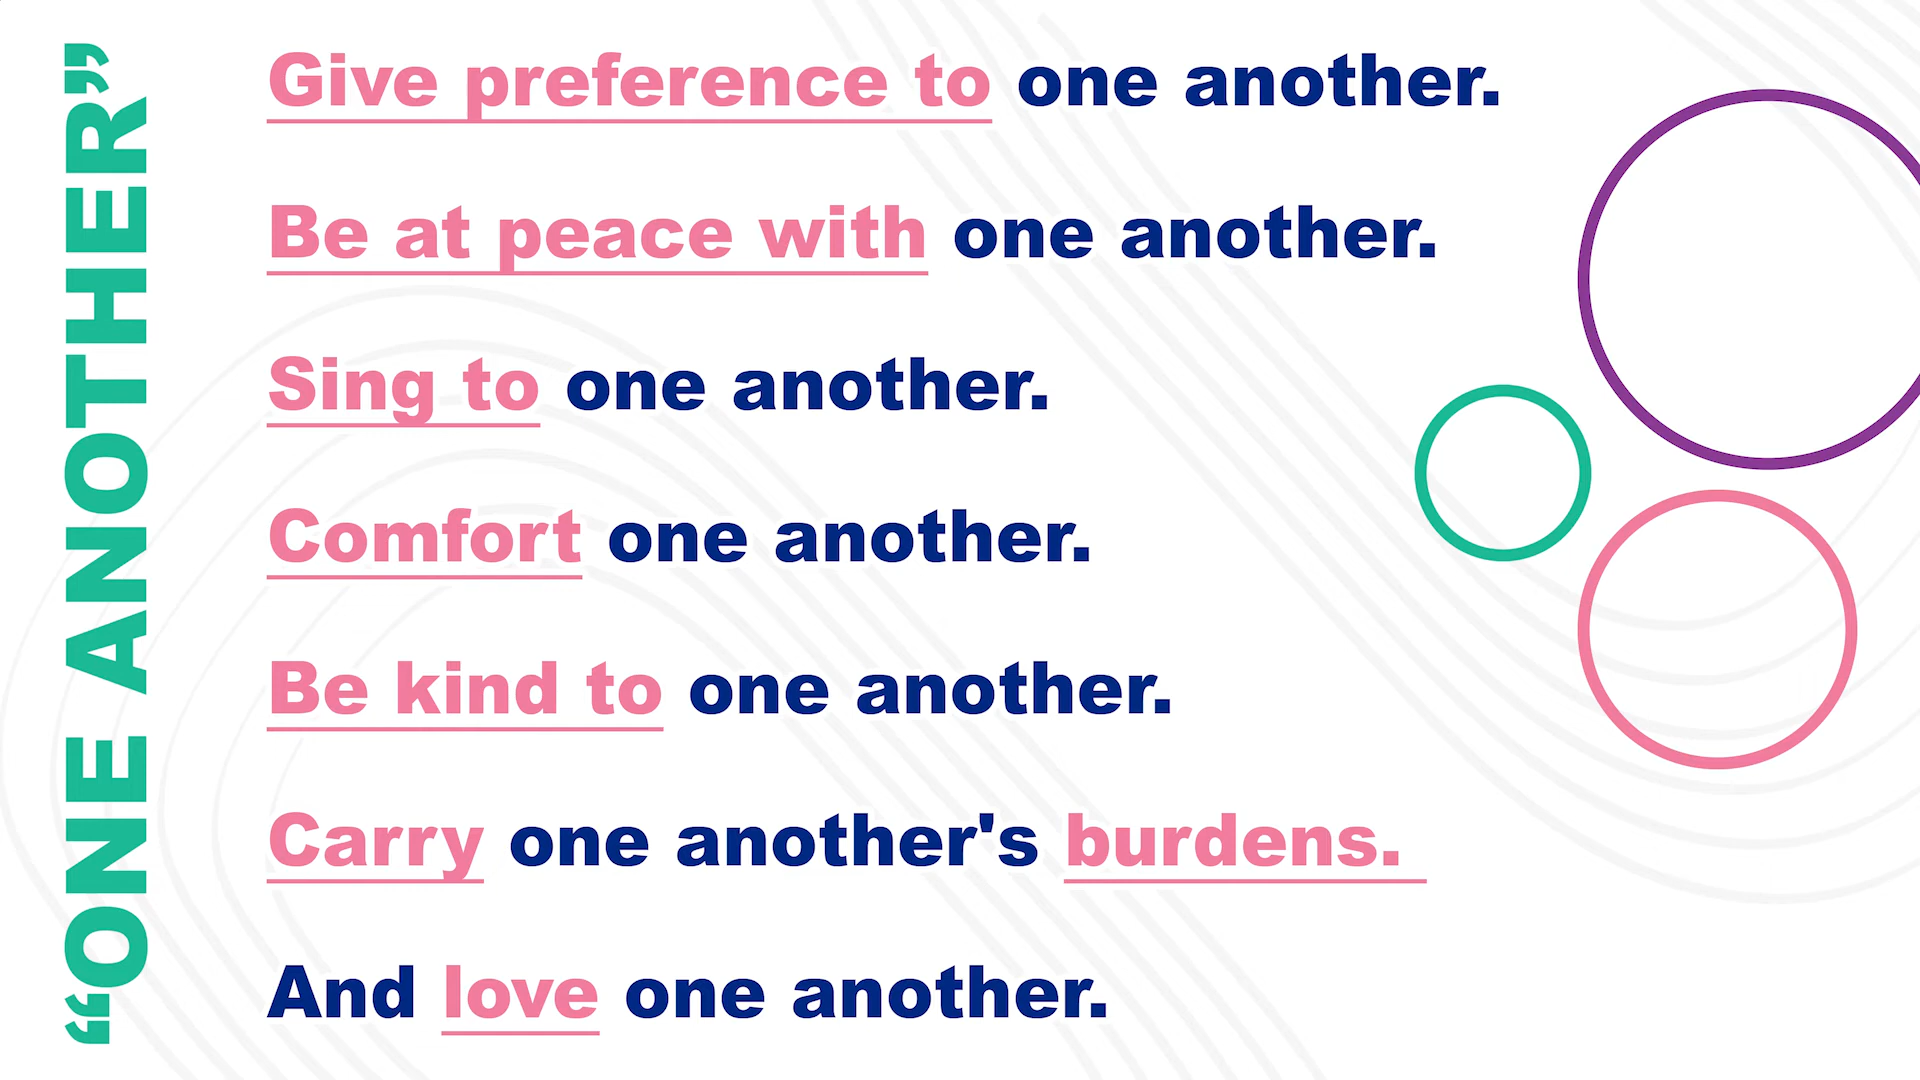 “ONE ANOTHER”
Give preference to one another.
Be at peace with one another.
Sing to one another.
Comfort one another.
Be kind to one another.
Carry one another's burdens.
And love one another.